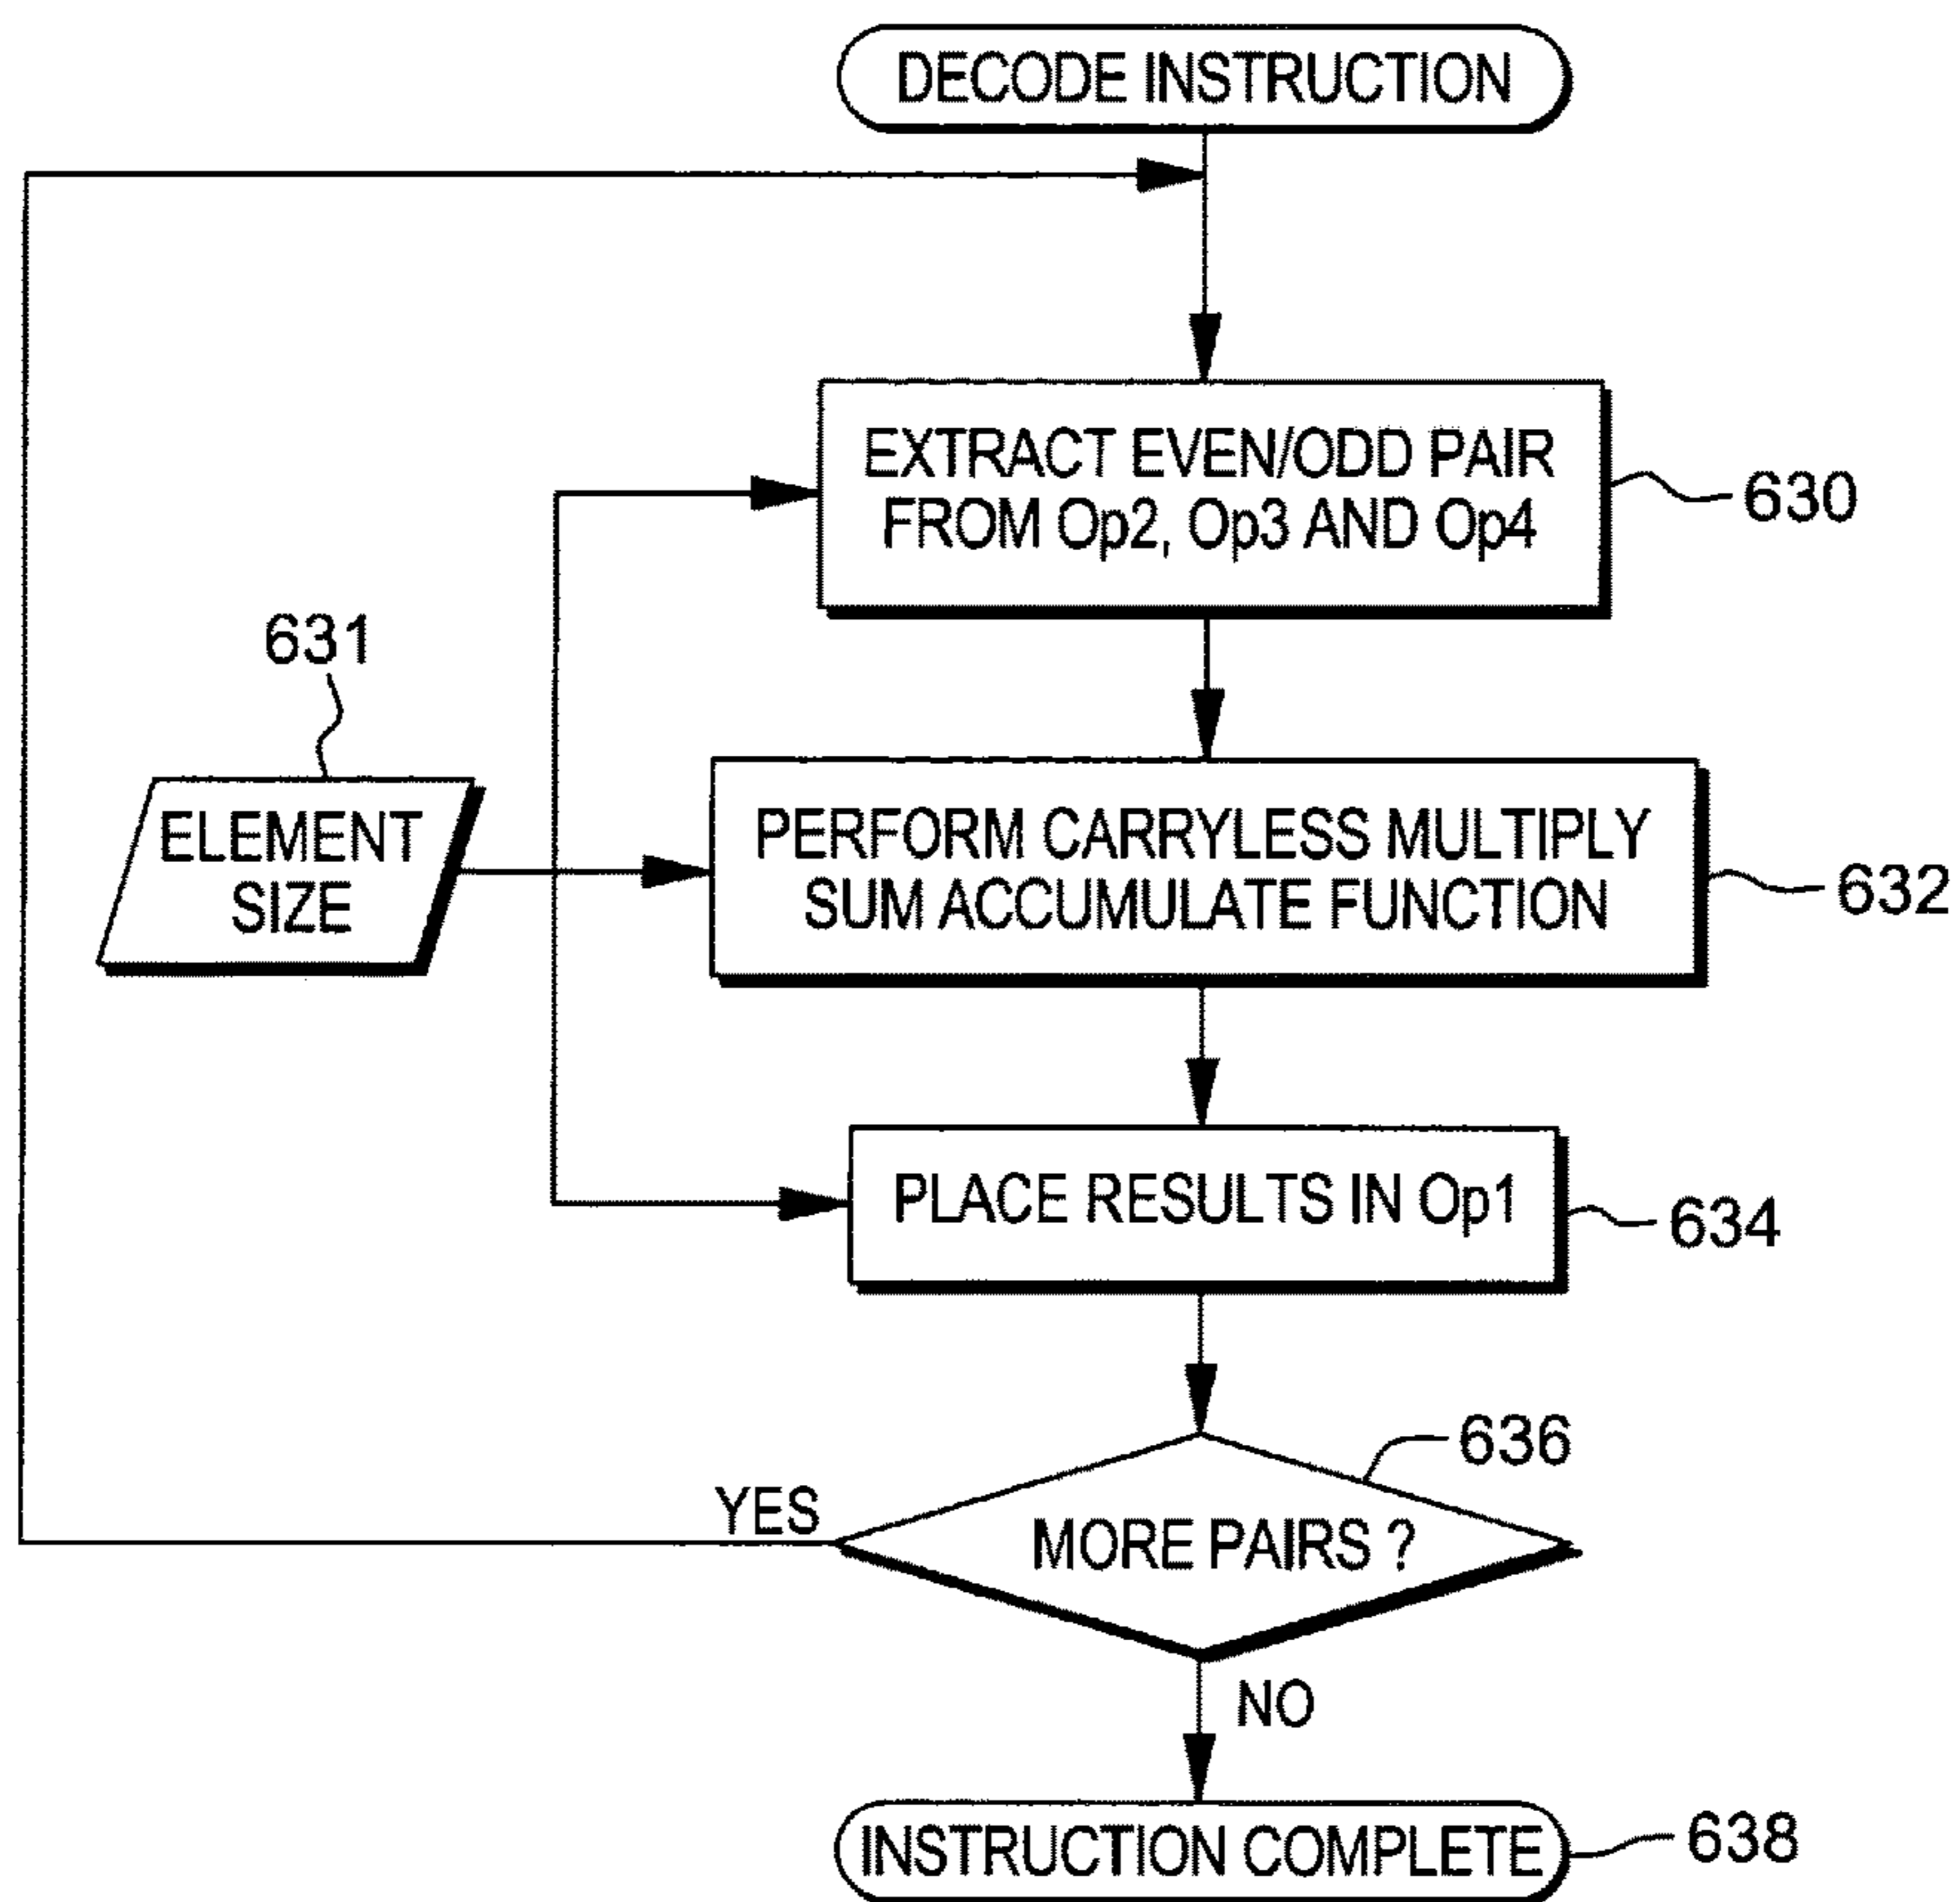 DECODE INSTRUCTION
EXTRACT EVEN/ODD PAIR
FROM Op2, Op3 AND Op4
630
631
ELEMENT
SIZE
PERFORM CARRYLESS MULTIPLY
SUM ACCUMULATE FUNCTION
632
PLACE RESULTS IN Op1
634
636
YES
MORE PAIRS ?
NO
INSTRUCTION COMPLETE
638